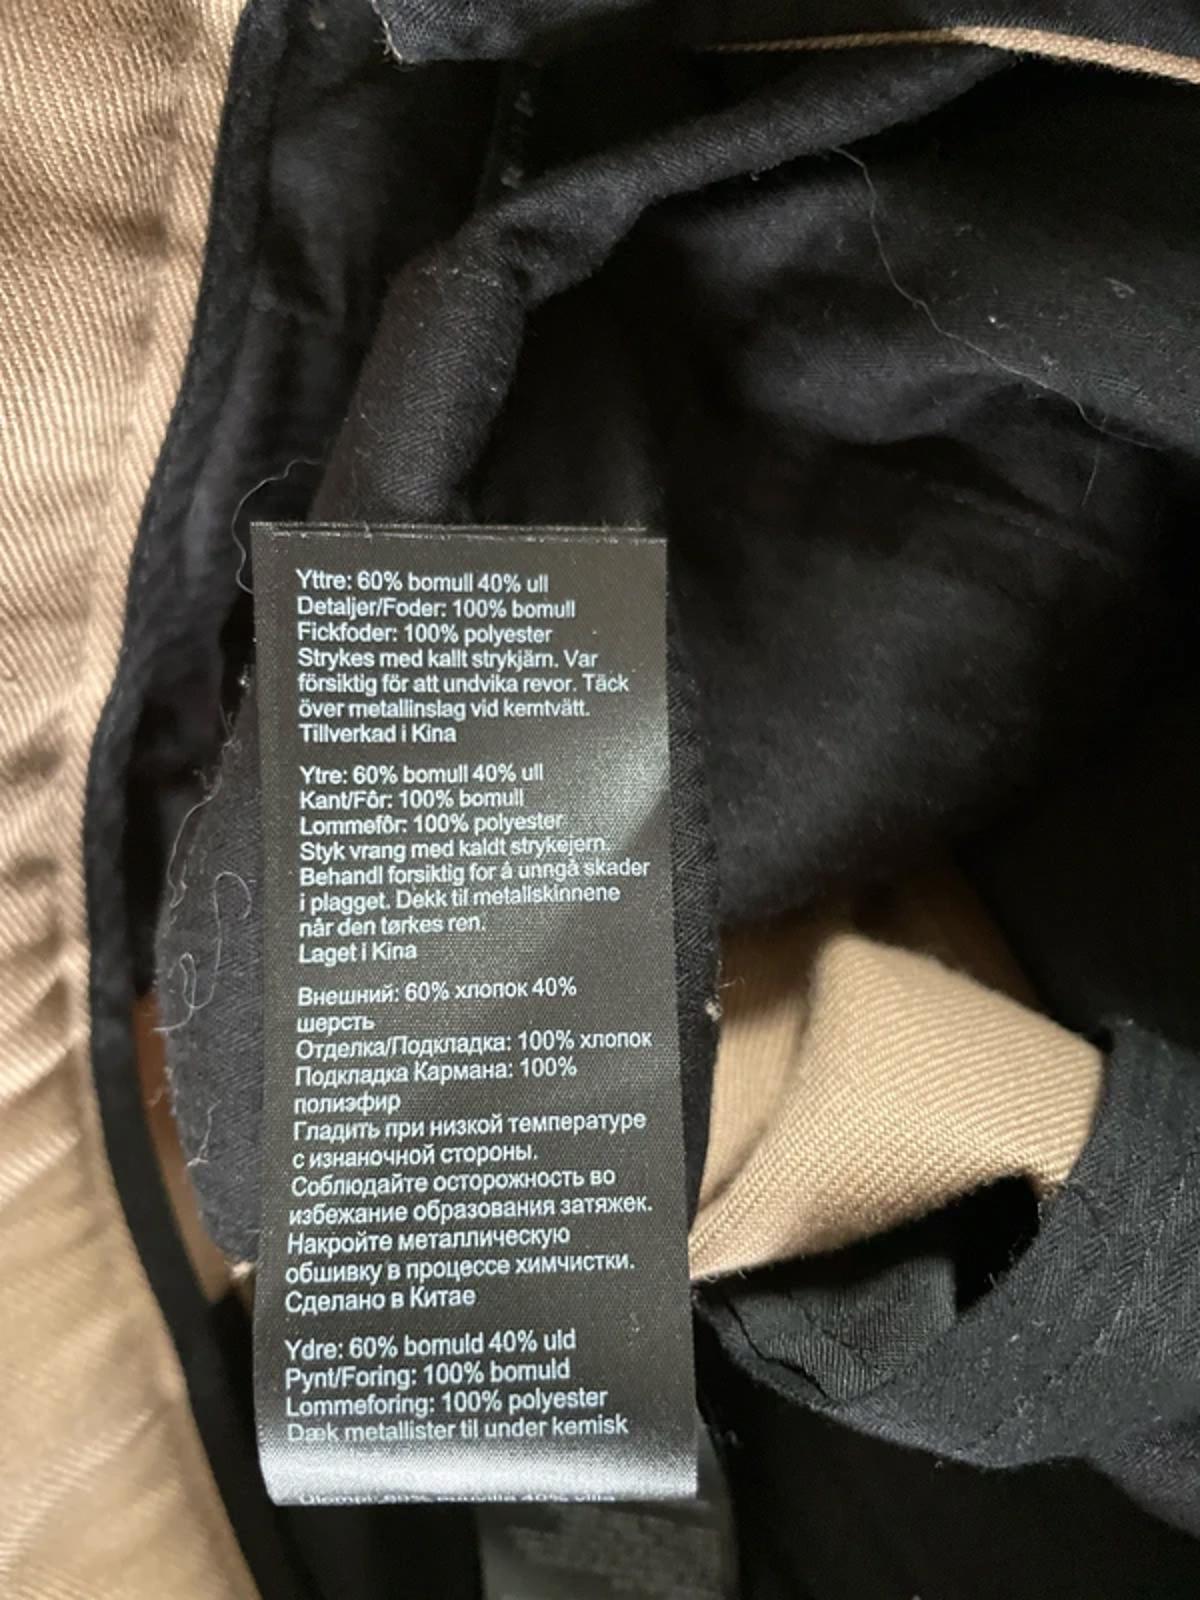 Yttre: 60% bomull 40% ull
Detaljer/Foder: 100% bomull
Fickfoder: 100% polyester
Strykes med kallt strykjärn. Var
försiktig för att undvika revor. Täck
över metallinslag vid kemtvätt.
Tillverkad i Kina
Ytre: 60% bomull 40% ull
Kant/Fôr: 100% bomull
Lommefôr: 100% polyester
Styk vrang med kaldt strykejern.
Behandl forsiktig for å unngå skader
i plagget. Dekk til metallskinnene
når den tørkes ren.
Laget i Kina
Внешний: 60% хлопок 40%
шерсть
Отделка/Подкладка: 100% хлопок
Подкладка Кармана: 100%
полиэфир
Гладить при низкой температуре
с изнаночной стороны.
Соблюдайте осторожность во
избежание образования затяжек.
Накройте металлическую
обшивку в процессе химчистки.
Сделано в Китае
Ydre: 60% bomuld 40% uld
Pynt/Foring: 100% bomuld
Lommeforing: 100% polyester
Dæk metallister til under kemisk